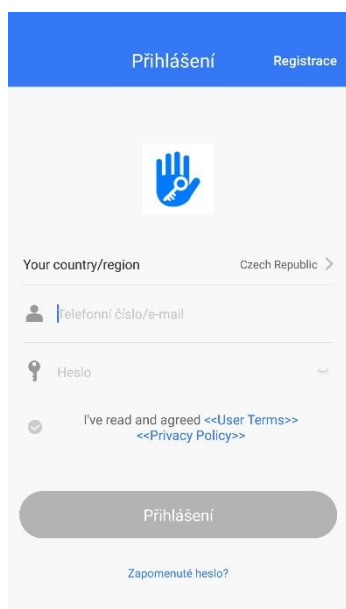 Přihlášení
Registrace
Your country/region
Czech Republic
Telefonní číslo/e-mail
Heslo
I've read and agreed <<User Terms>>
<<Privacy Policy>>
Přihlášení
Zapomenuté heslo?